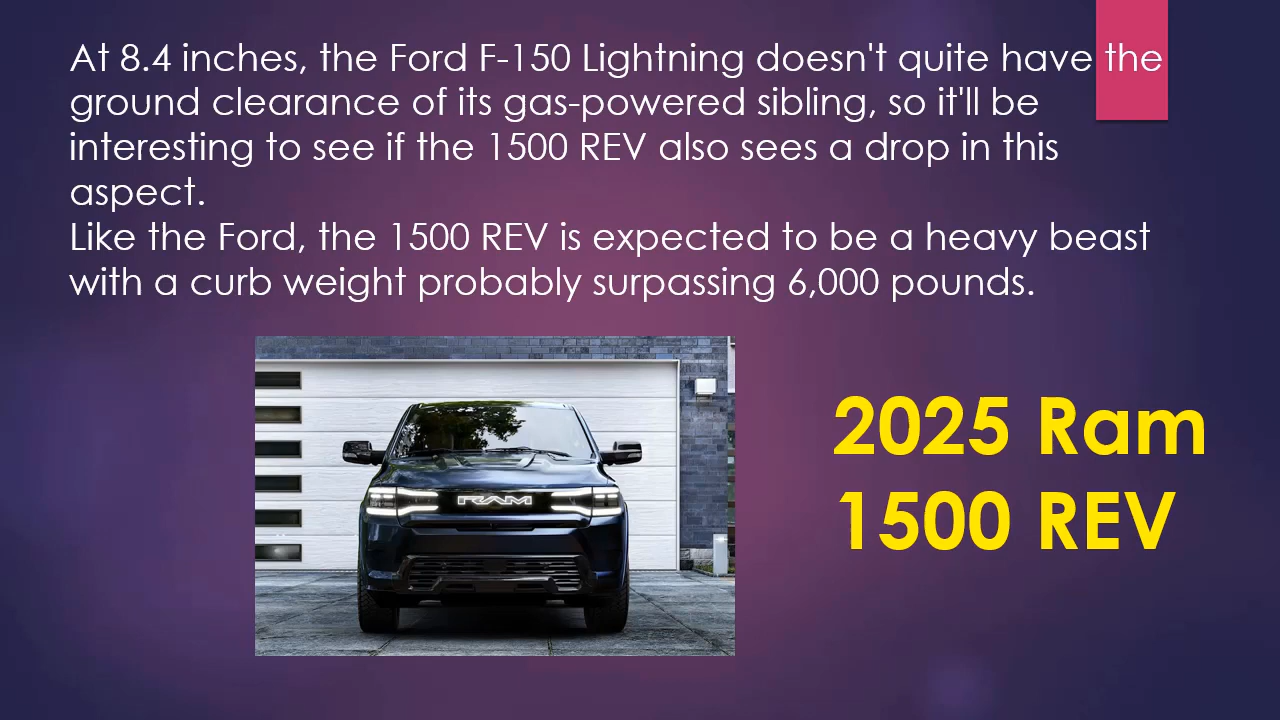 At 8.4 inches, the Ford F-150 Lightning doesn't quite have the
ground clearance of its gas-powered sibling, so it'll be
interesting to see if the 1500 REV also sees a drop in this
aspect.
Like the Ford, the 1500 REV is expected to be a heavy beast
with a curb weight probably surpassing 6,000 pounds.
RAM
2025 Ram
1500 REV